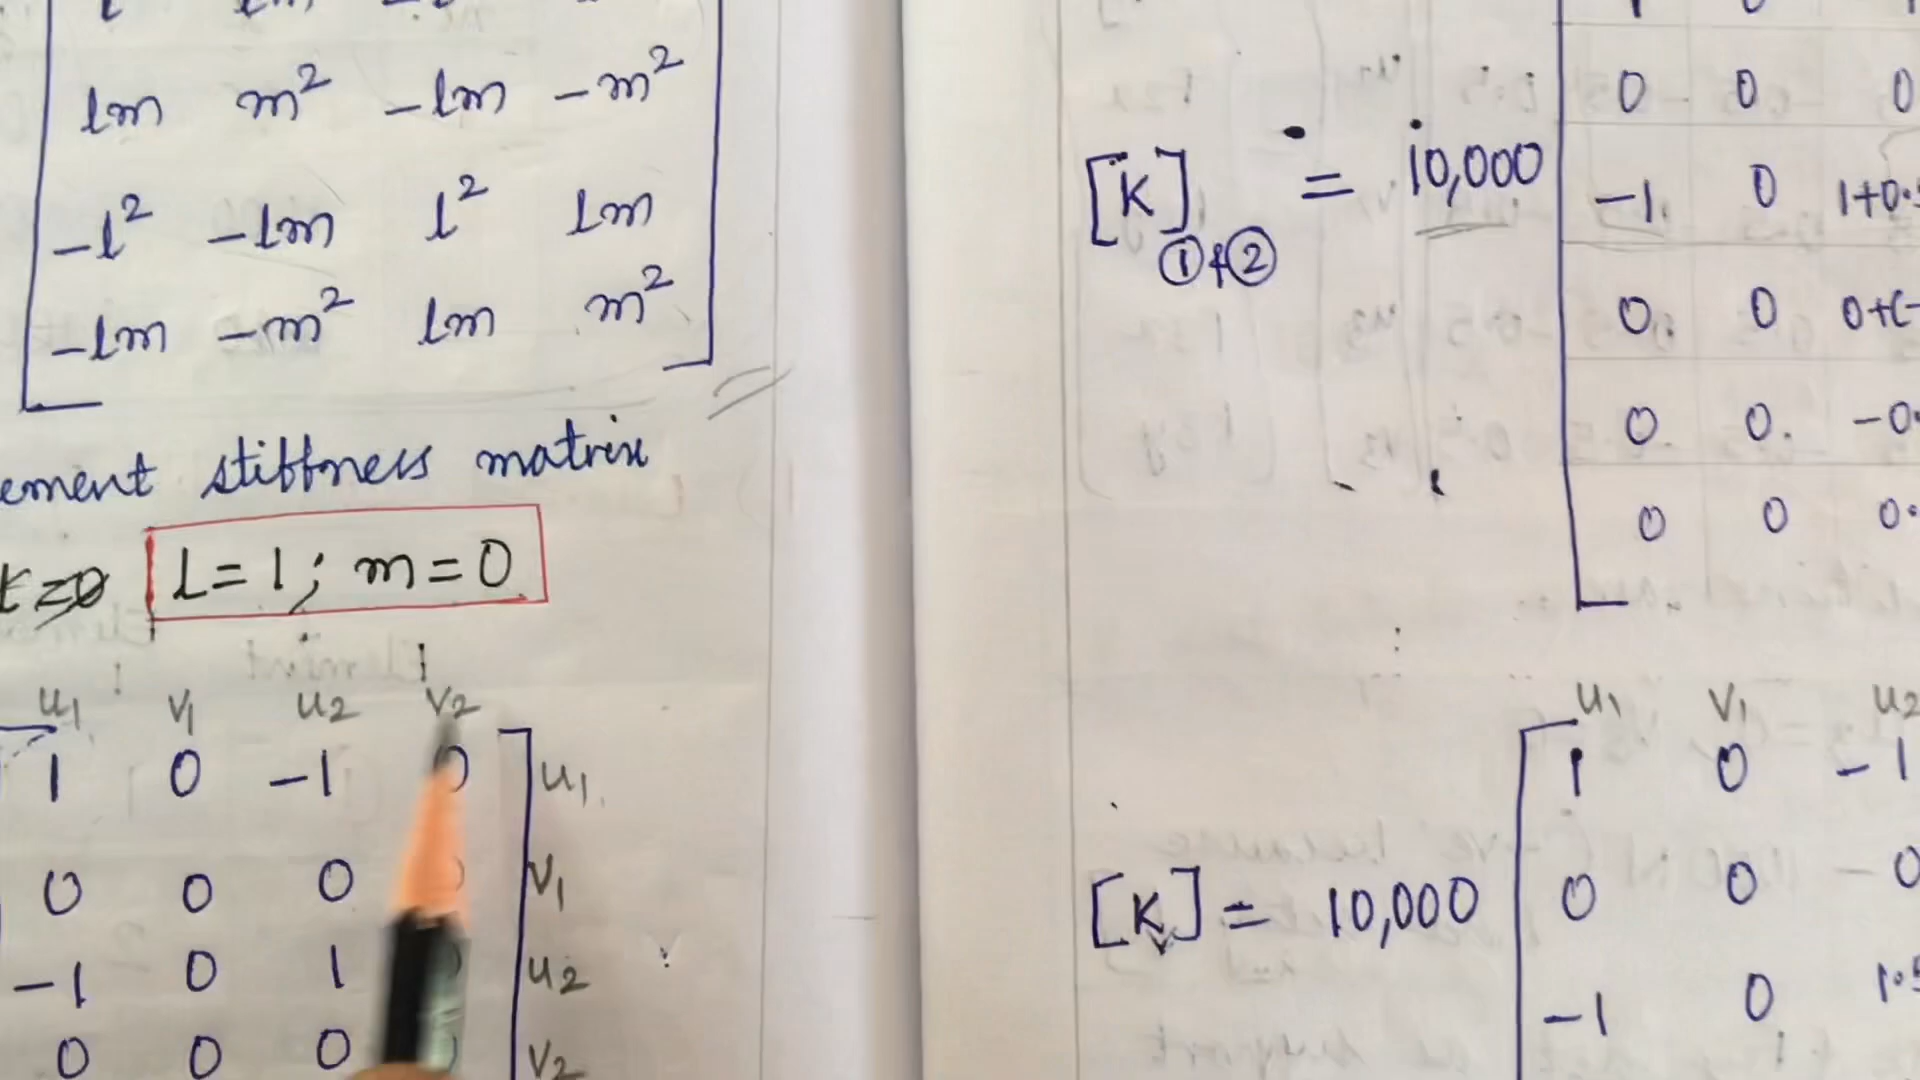 lm m² -lm -m²
-l² -lm l² lm
-lm -m² lm m²
stiffness matrix
L=1; m=0
u1 v1 u2 v2
1 0 -1 0 u1
0 0 0 v1
-1 0 1 u2
0 0 0 v2
0 0 0
[K] ①&② = 10,000
-1 0
0 0
0 0
0 0
u1 v1 u2
1 0 -1
[K] = 10,000
0 0 0
-1 0